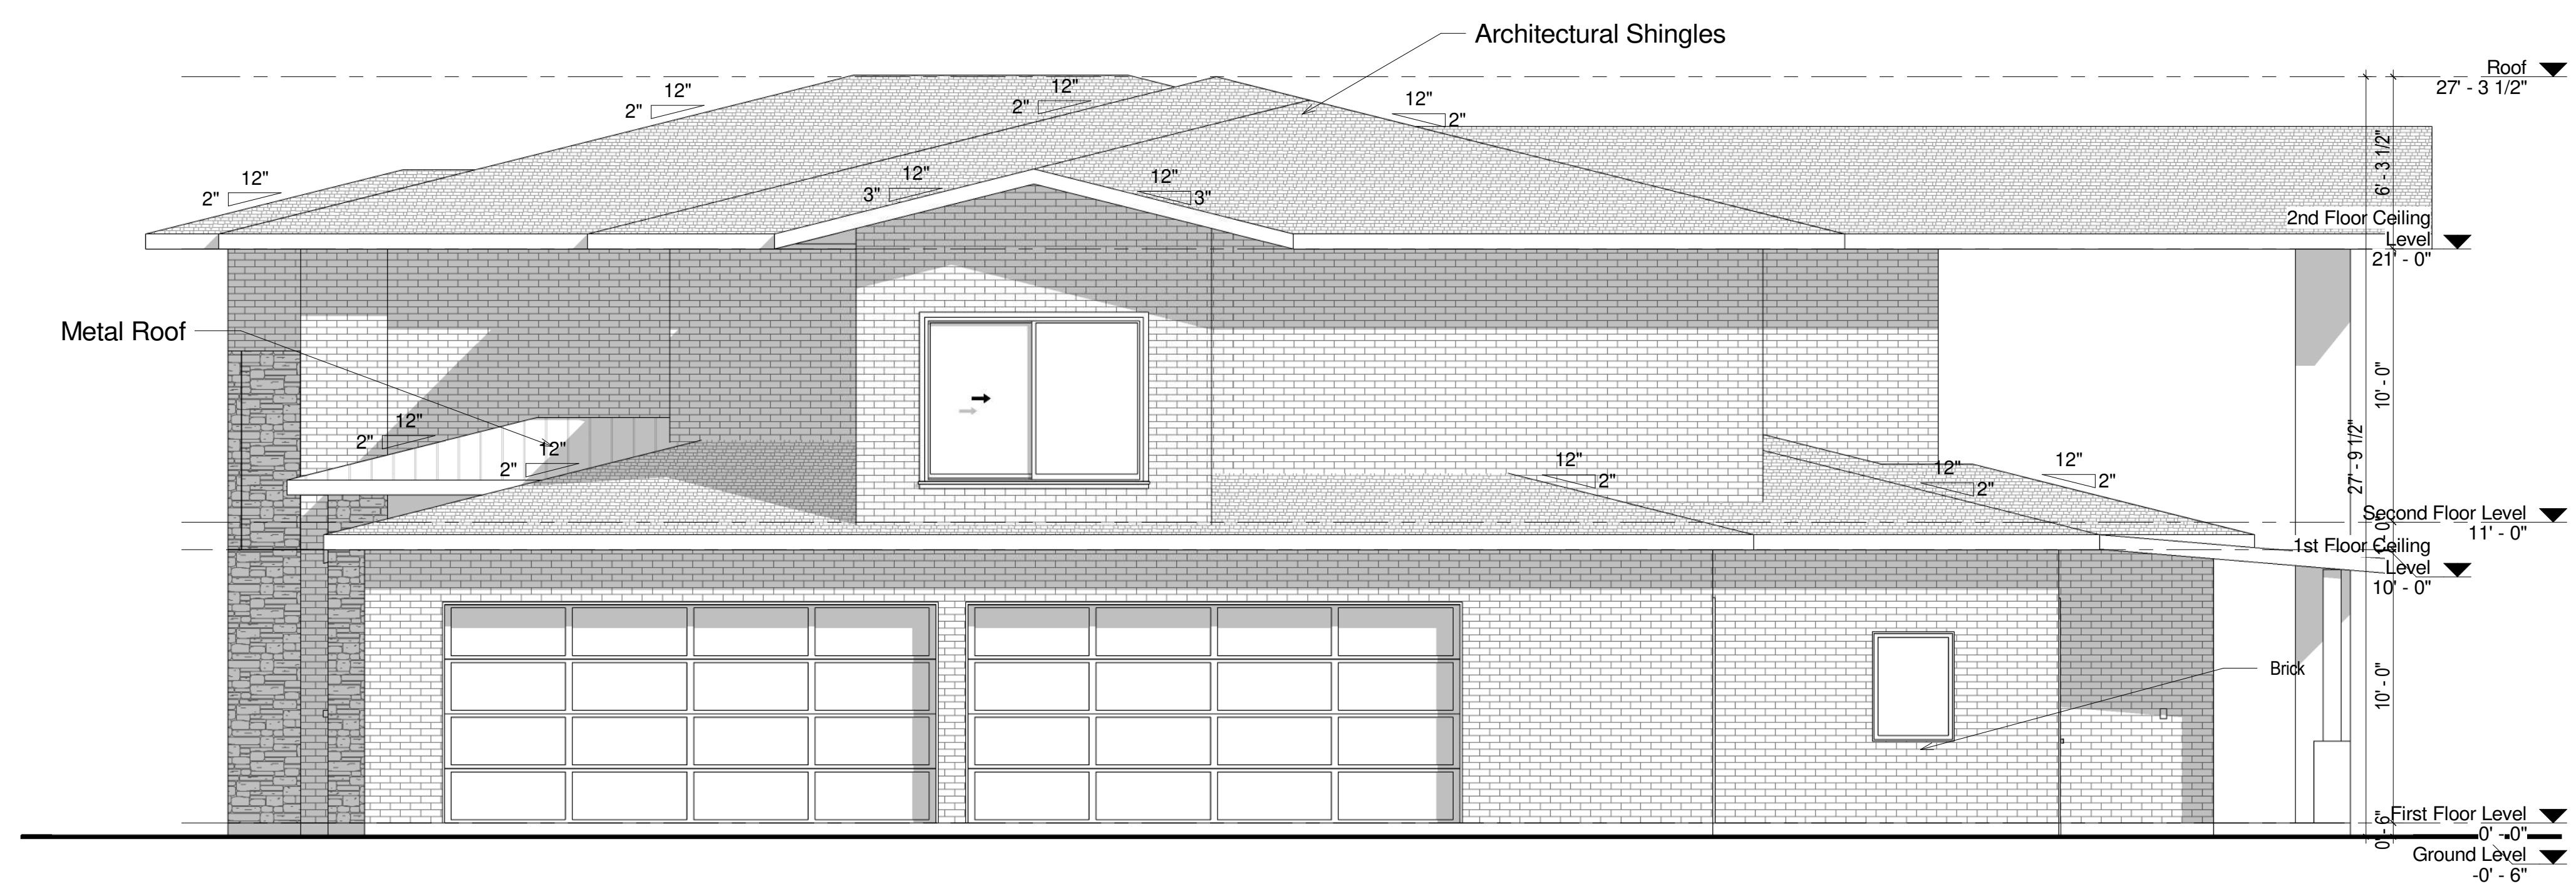 Architectural Shingles
Roof
27' - 3 1/2"
12"
2"
12"
2"
12"
2"
12"
2"
12"
3"
12"
3"
6' - 3 1/2"
2nd Floor Ceiling
Level
21' - 0"
Metal Roof
10' - 0"
12"
2"
12"
2"
12"
2"
12"
2"
12"
2"
27' - 9 1/2"
Second Floor Level
11' - 0"
1st Floor Ceiling
Level
10' - 0"
Brick
10' - 0"
First Floor Level
0' - 0"
0' - 6"
Ground Level
-0' - 6"